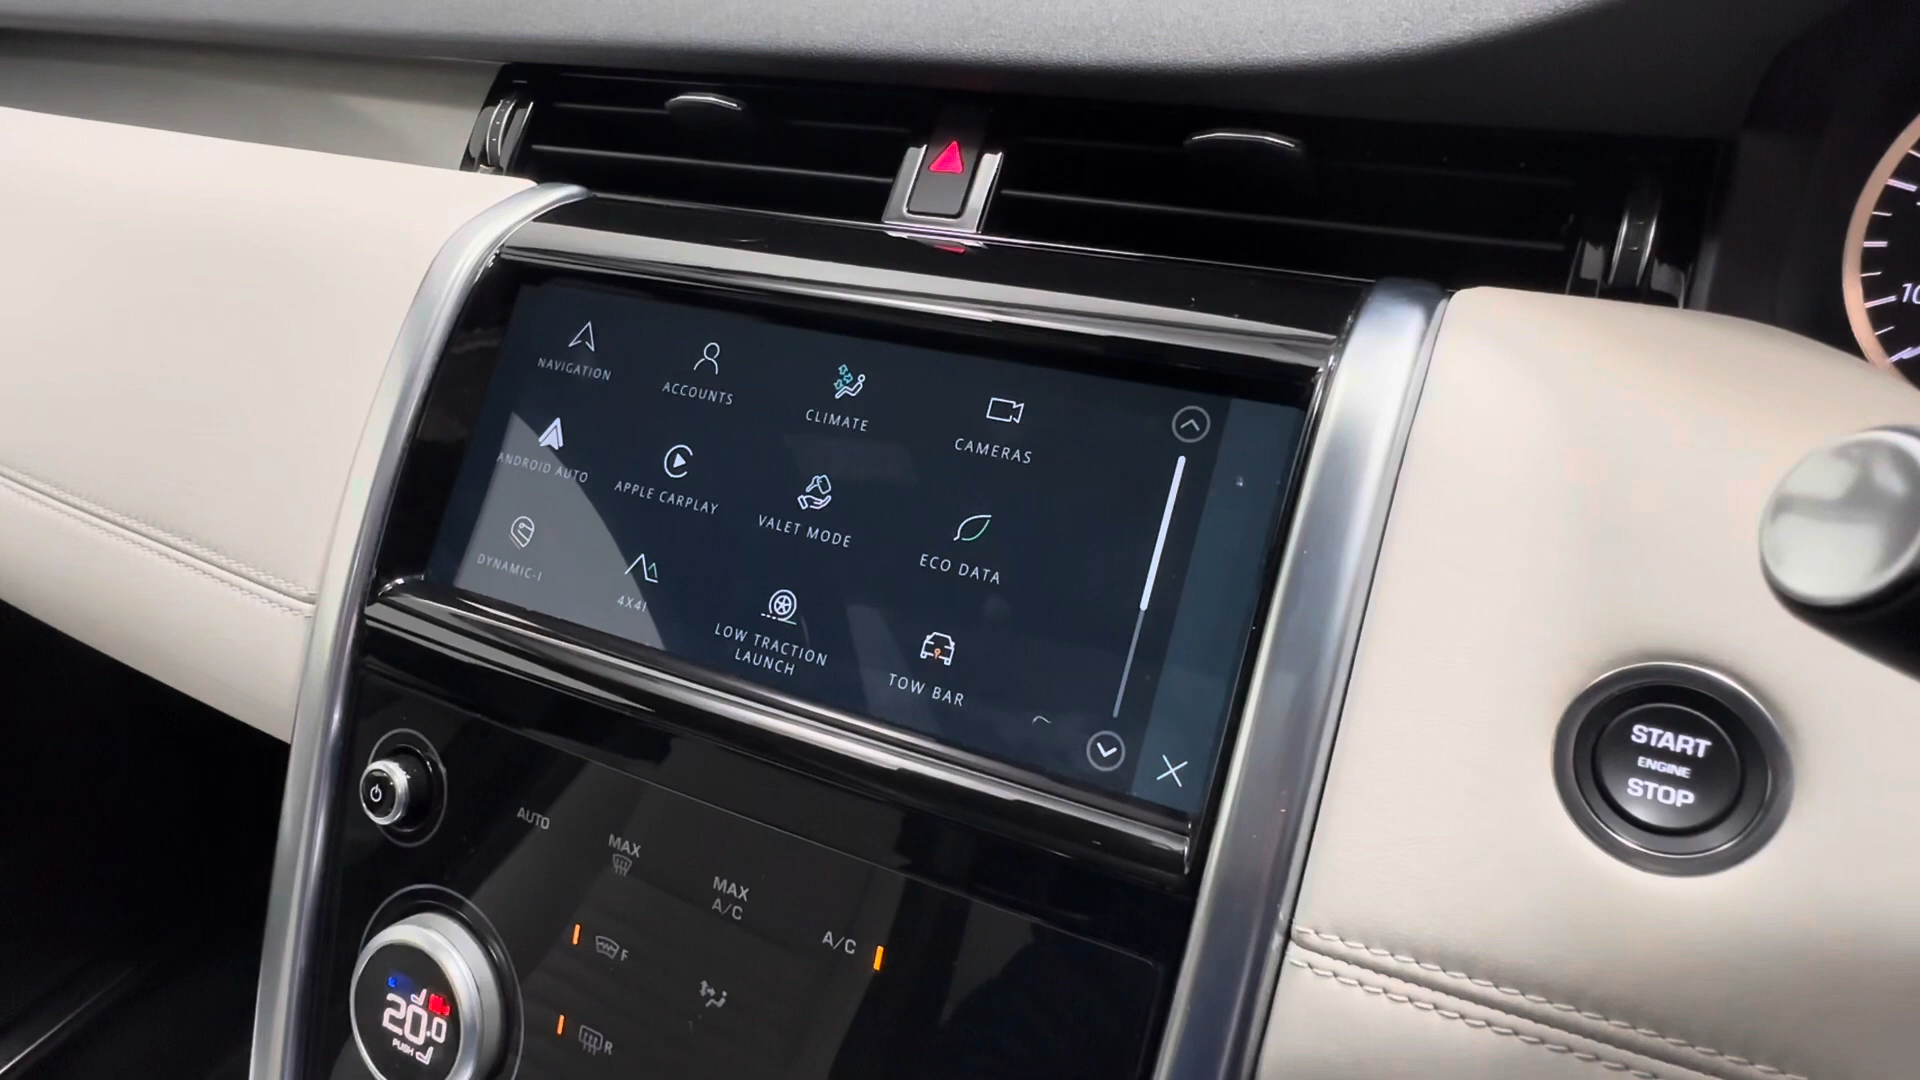 NAVIGATION
ACCOUNTS
CLIMATE
CAMERAS
ANDROID AUTO
APPLE CARPLAY
VALET MODE
ECO DATA
DYNAMIC-I
4X4I
LOW TRACTION
LAUNCH
TOW BAR
START
ENGINE
STOP
AUTO
MAX
MAX
A/C
A/C
F
R
20.0
PUSH